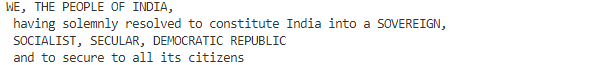 WE, THE PEOPLE OF INDIA,
having solemnly resolved to constitute India into a SOVEREIGN,
SOCIALIST, SECULAR, DEMOCRATIC REPUBLIC
and to secure to all its citizens